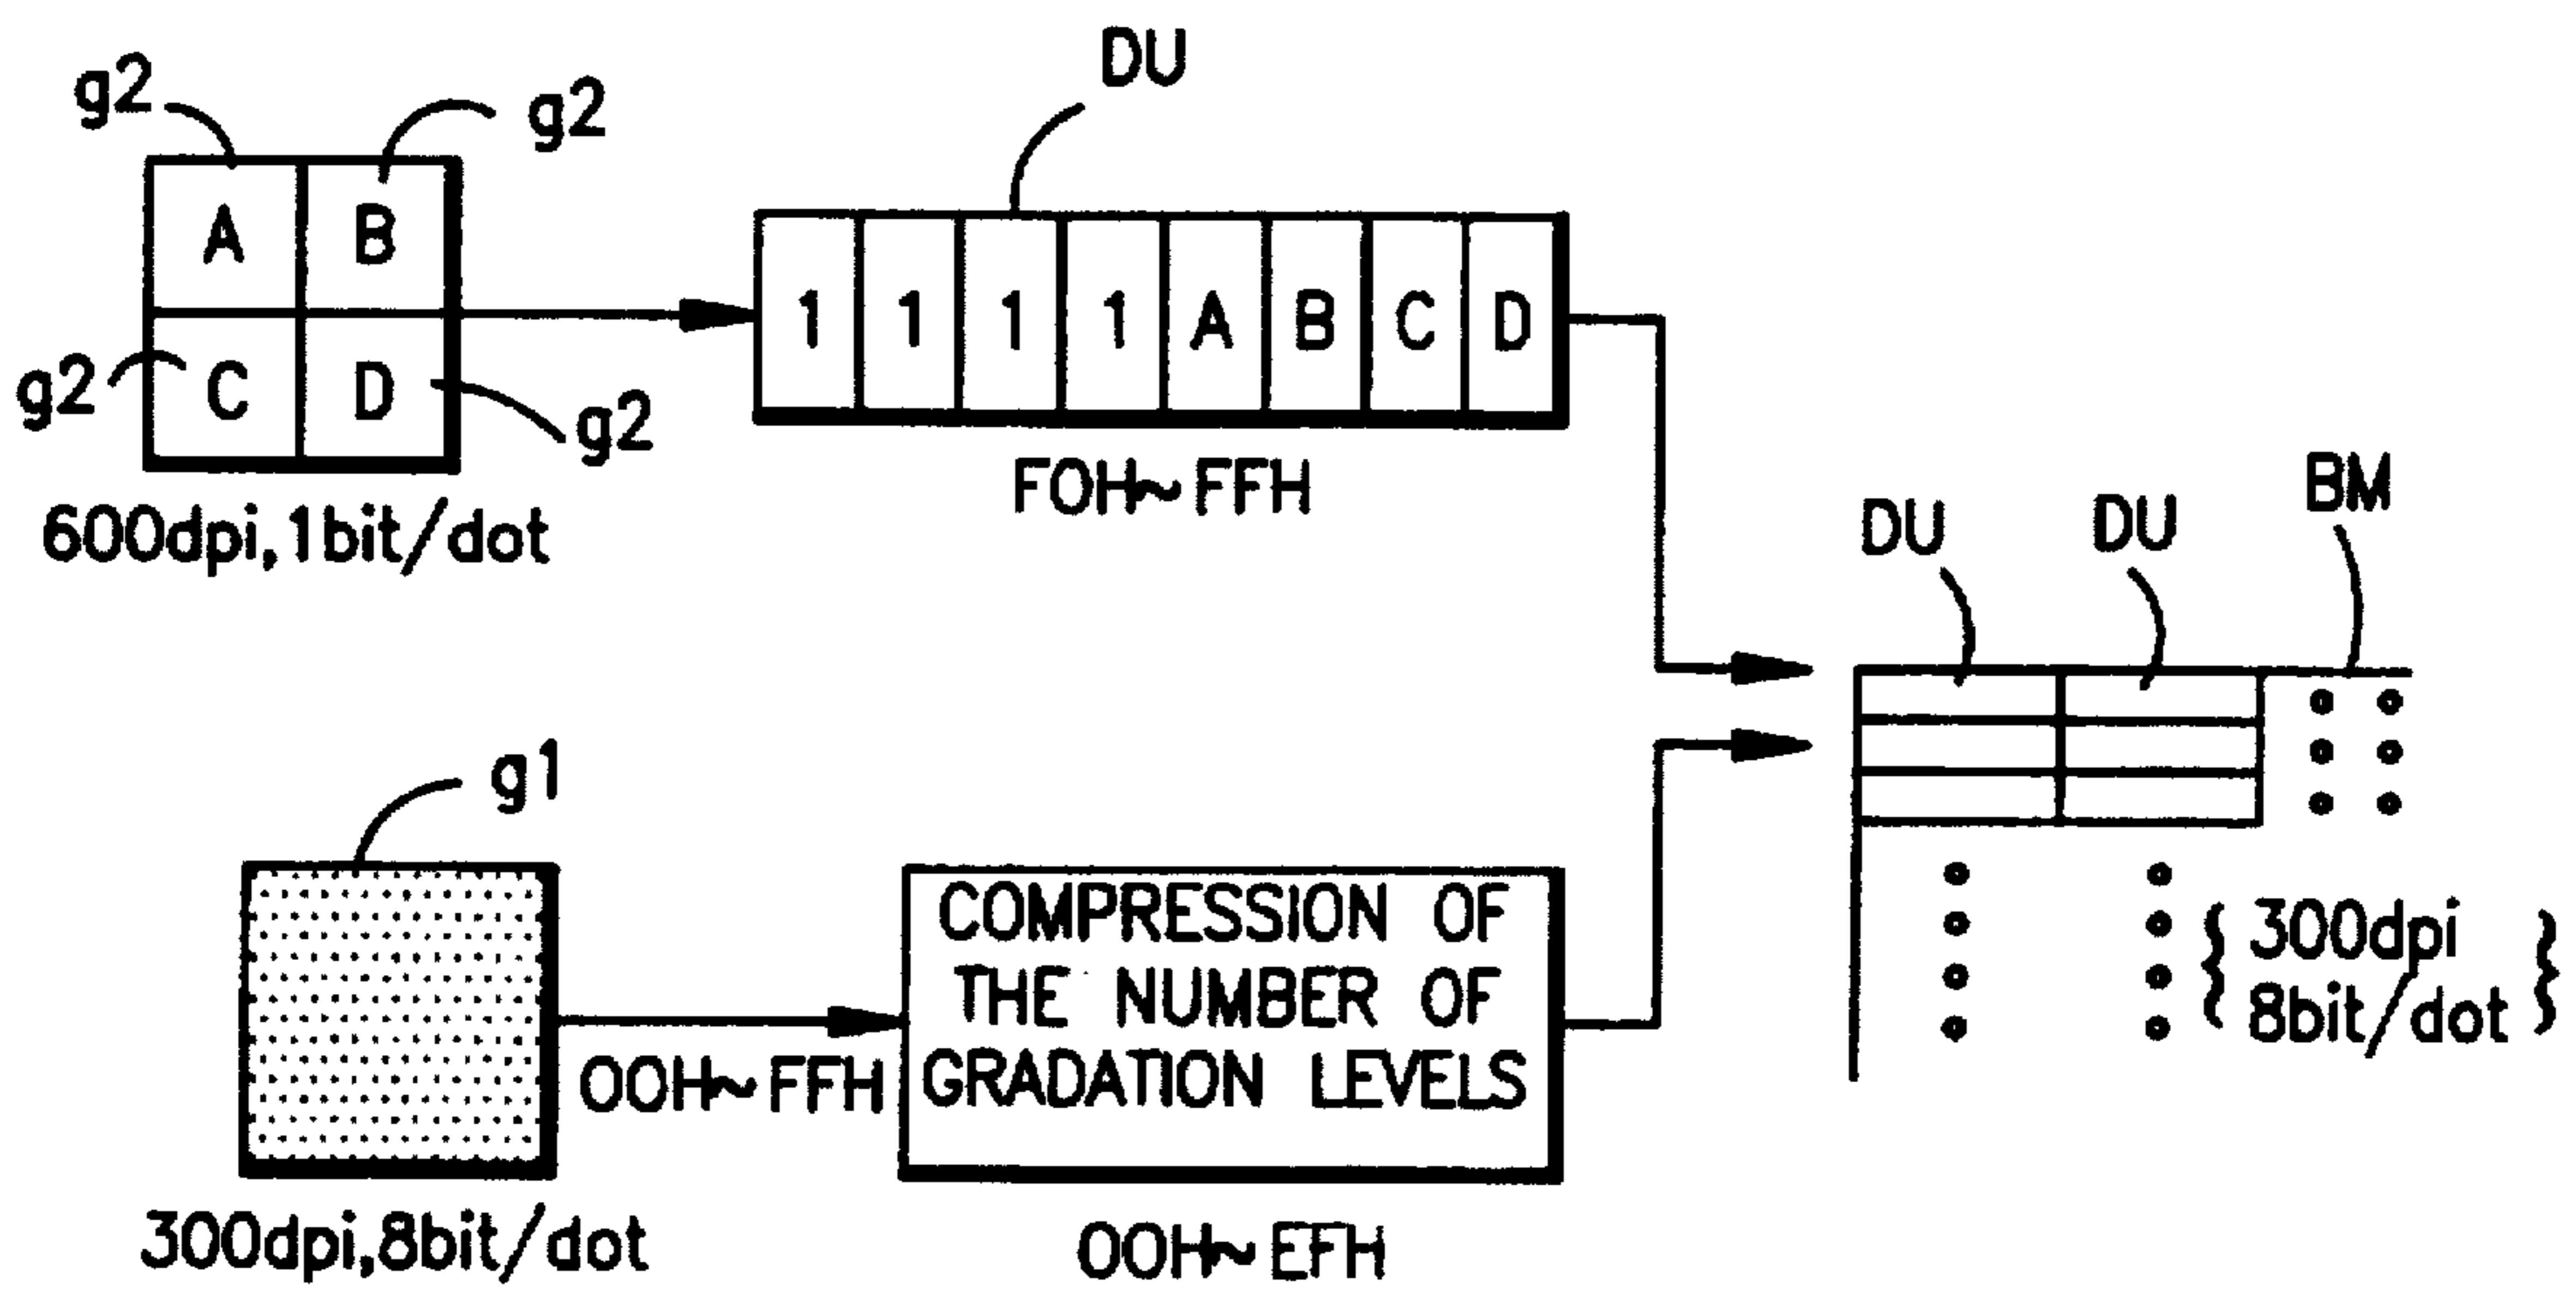 DU
g2
g2
A
B
1
1
1
1
A
B
C
D
g2
C
D
g2
F0H~FFH
600dpi,1bit/dot
BM
DU
DU
g1
COMPRESSION OF
THE NUMBER OF
GRADATION LEVELS
00H~FFH
300dpi
8bit/dot
300dpi,8bit/dot
00H~EFH